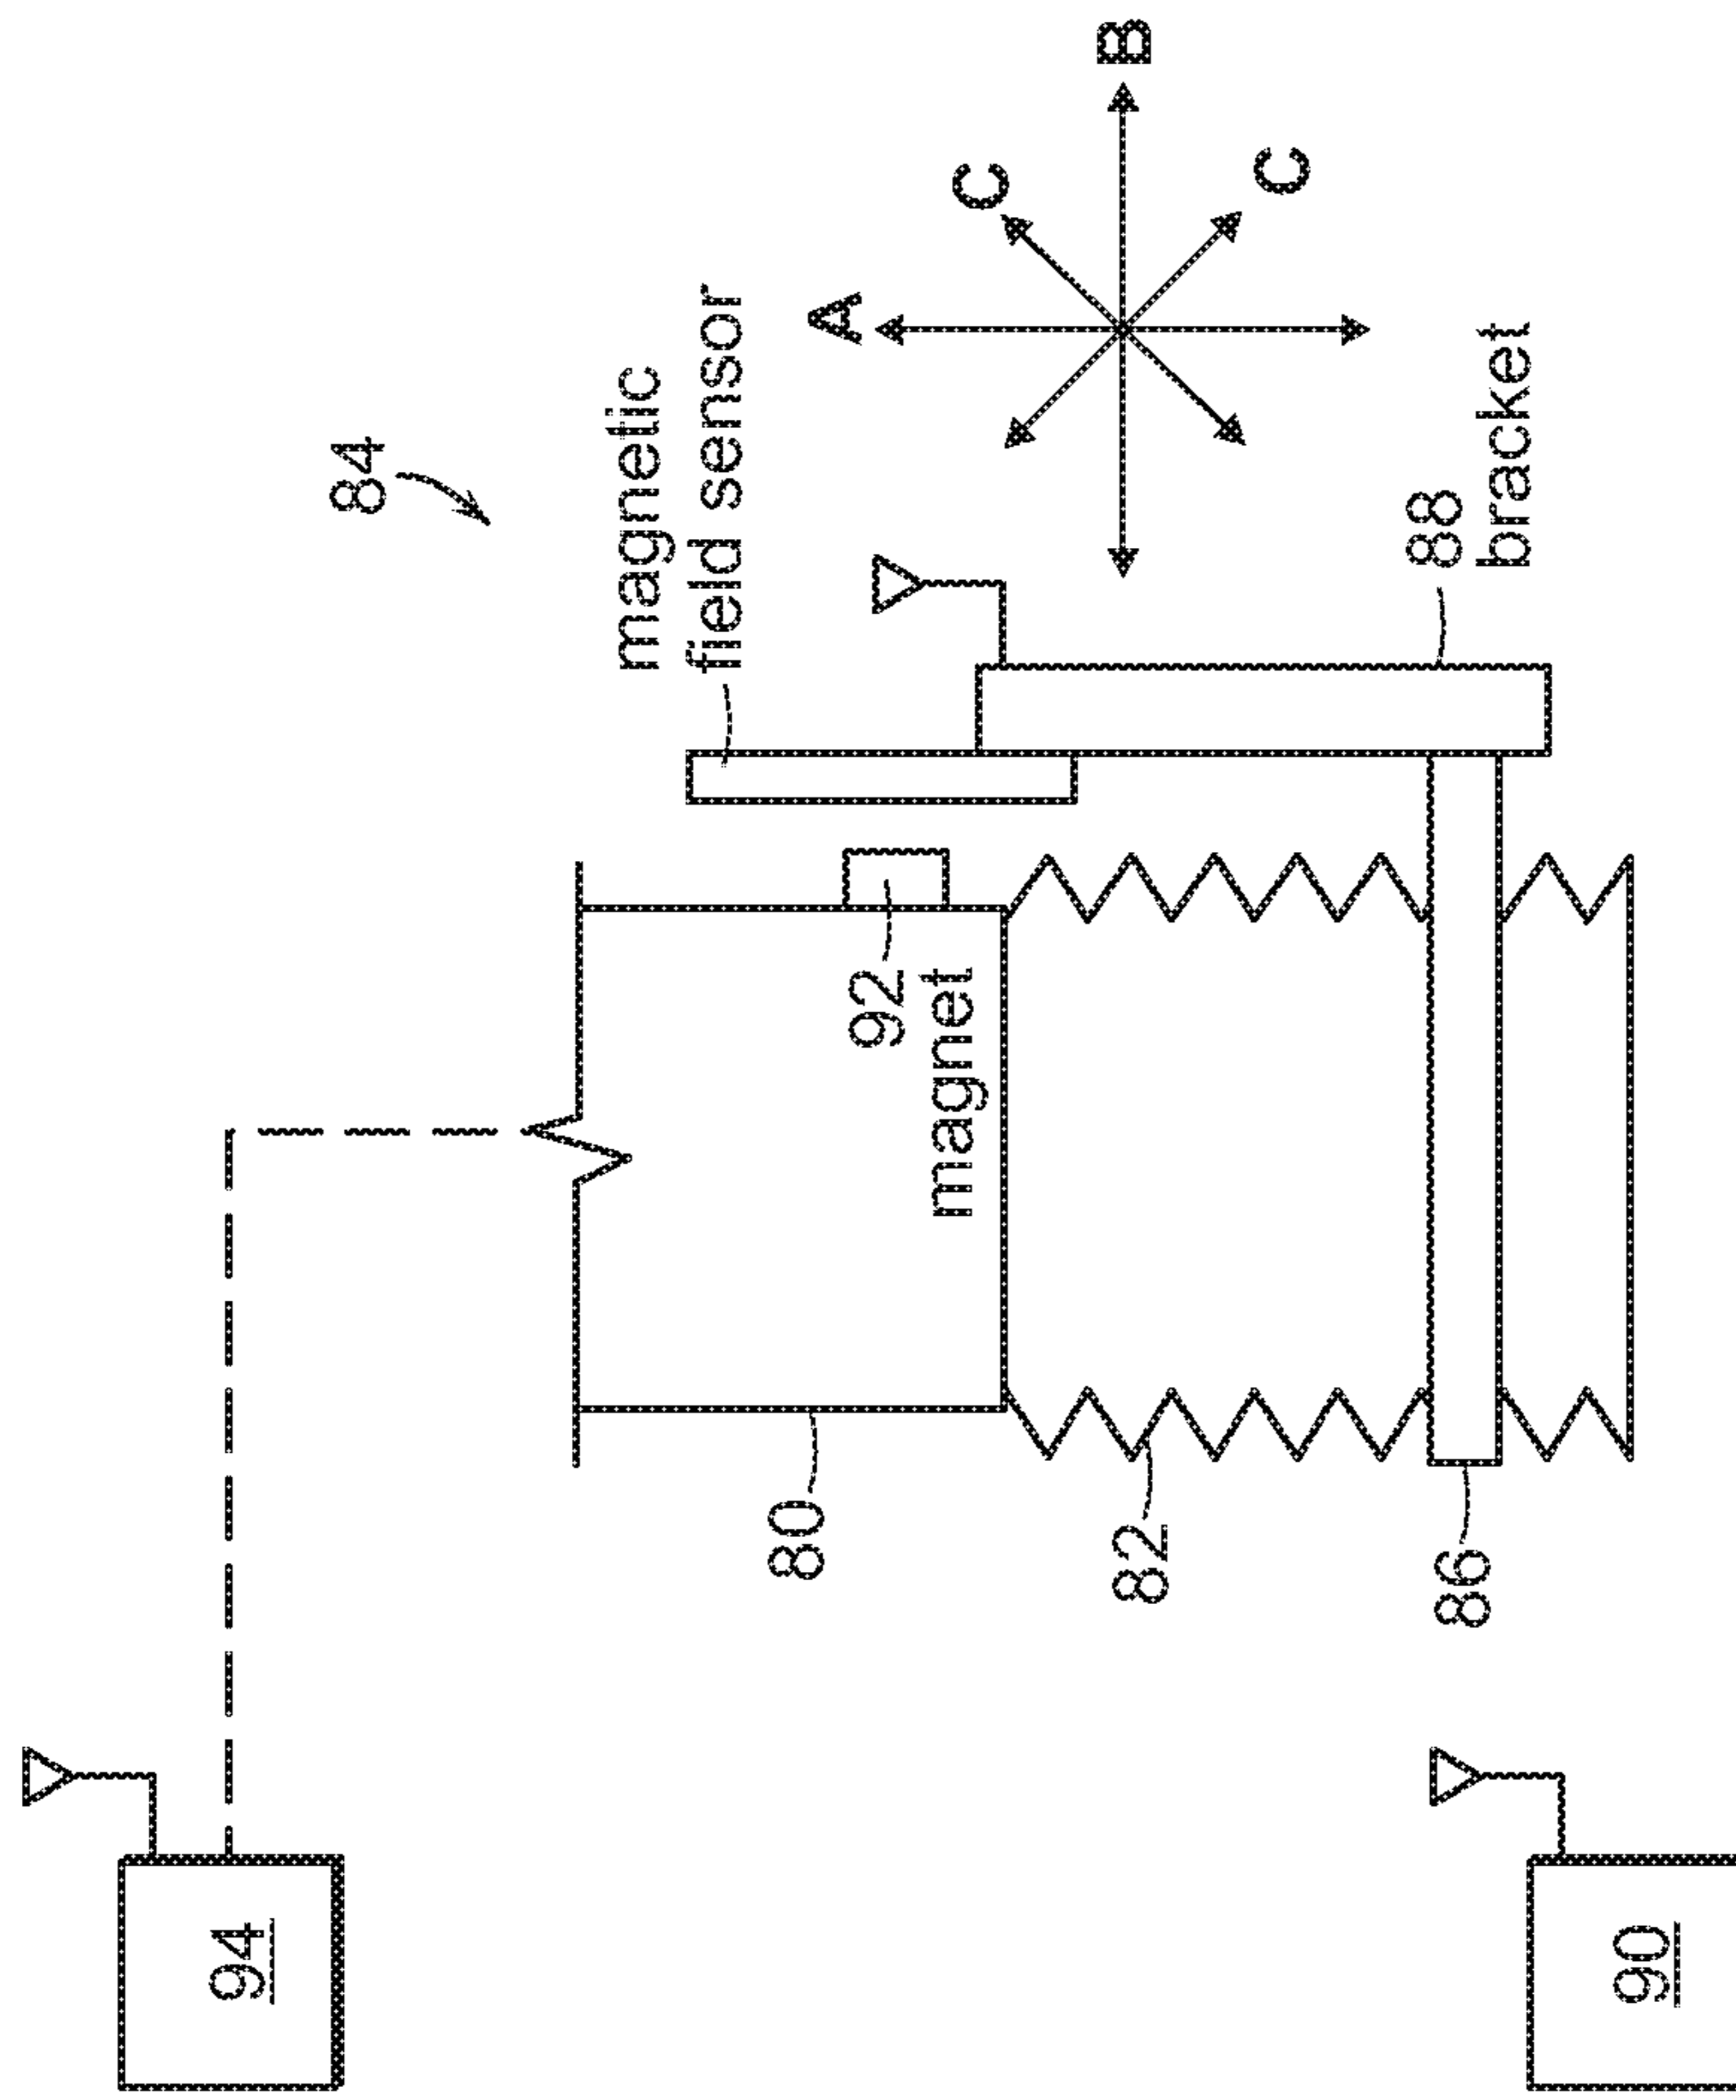 94
84
magnetic
field sensor
A
B
C
C
80
92
magnet
82
88
bracket
86
90